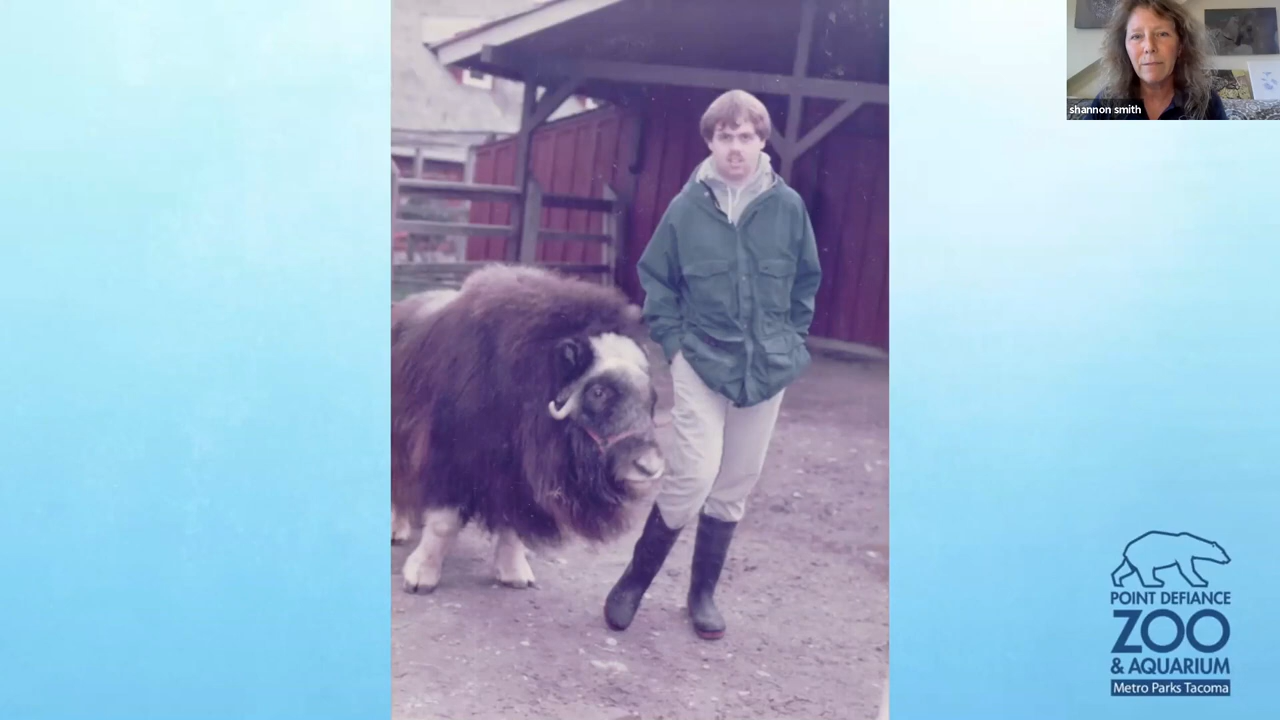 shannon smith
POINT DEFIANCE
ZOO
& AQUARIUM
Metro Parks Tacoma